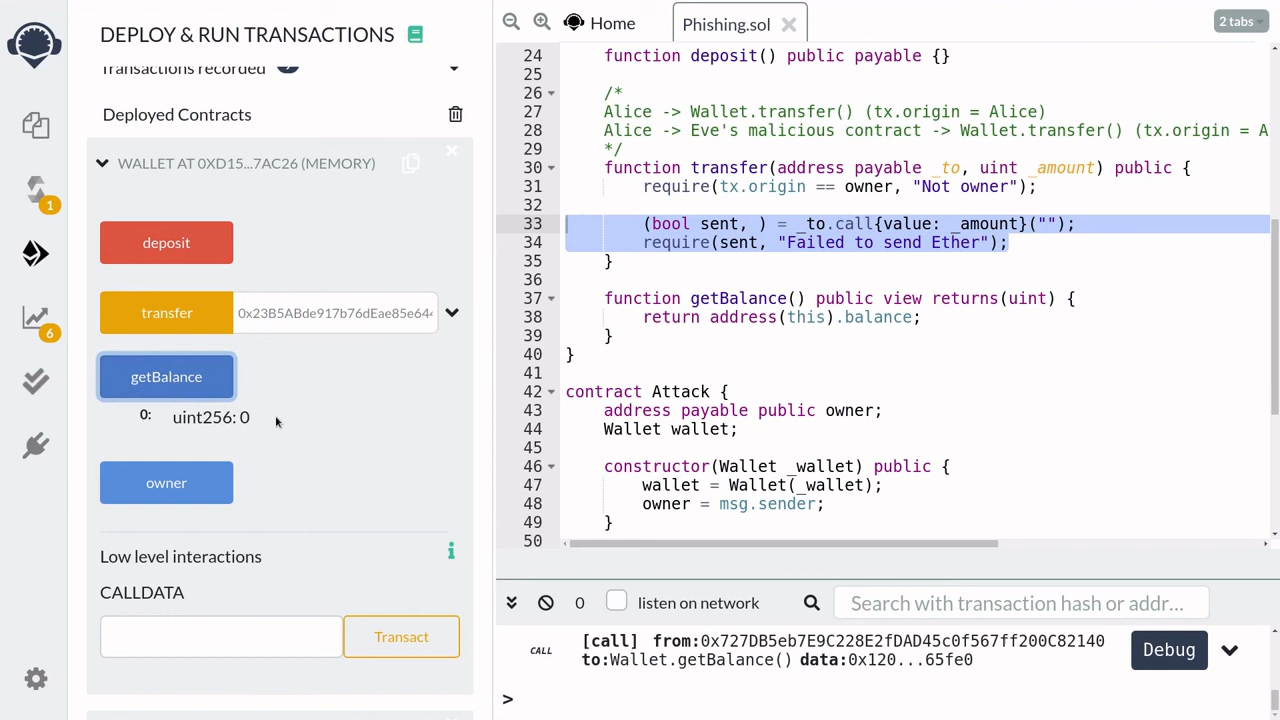 DEPLOY & RUN TRANSACTIONS
Transactions recorded
Deployed Contracts
WALLET AT 0XD15...7AC26 (MEMORY)
deposit
transfer
0x23B5ABde917b76dEae85e64
getBalance
0: uint256: 0
owner
Low level interactions
i
CALLDATA
Transact
1
6
Home
Phishing.sol
2 tabs
24 function deposit() public payable {}
25
26 /*
27 Alice -> Wallet.transfer() (tx.origin = Alice)
28 Alice -> Eve's malicious contract -> Wallet.transfer() (tx.origin = A
29 */
30 function transfer(address payable _to, uint _amount) public {
31 require(tx.origin == owner, "Not owner");
32
33 (bool sent, ) = _to.call{value: _amount}("");
34 require(sent, "Failed to send Ether");
35 }
36
37 function getBalance() public view returns(uint) {
38 return address(this).balance;
39 }
40 }
41
42 contract Attack {
43 address payable public owner;
44 Wallet wallet;
45
46 constructor(Wallet _wallet) public {
47 wallet = Wallet(_wallet);
48 owner = msg.sender;
49 }
50
0
listen on network
Search with transaction hash or addr...
CALL
[call] from:0x727DB5eb7E9C228E2fDAD45c0f567ff200C82140
to:Wallet.getBalance() data:0x120...65fe0
Debug
>